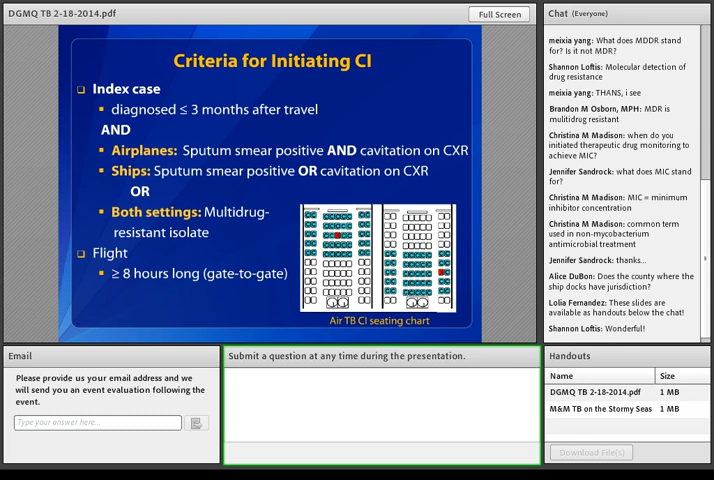 DGMQ TB 2-18-2014.pdf
Full Screen
Criteria for Initiating CI
Index case
diagnosed ≤ 3 months after travel
AND
Airplanes: Sputum smear positive AND cavitation on CXR
Ships: Sputum smear positive OR cavitation on CXR
OR
Both settings: Multidrug-
resistant isolate
Flight
≥ 8 hours long (gate-to-gate)
Air TB CI seating chart
Chat (Everyone)
meixia yang: What does MDDR stand
for? Is it not MDR?
Shannon Loftis: Molecular detection of
drug resistance
meixia yang: THANS, i see
Brandon M Osborn, MPH: MDR is
mulitidrug resistant
Christina M Madison: when do you
initiated therapeutic drug monitoring to
achieve MIC?
Jennifer Sandrock: what does MIC stand
for?
Christina M Madison: MIC = minimum
inhibitor concentration
Christina M Madison: common term
used in non-mycobacterium
antimicrobial treatment
Jennifer Sandrock: thanks...
Alice DuBon: Does the county where the
ship docks have jurisdiction?
Lolia Fernandez: These slides are
available as handouts below the chat!
Shannon Loftis: Wonderful!
Email
Please provide us your email address and we
will send you an event evaluation following the
event.
Type your answer here...
Submit a question at any time during the presentation.
Handouts
Name Size
DGMQ TB 2-18-2014.pdf 1 MB
M&M TB on the Stormy Seas 1 MB
Download File(s)